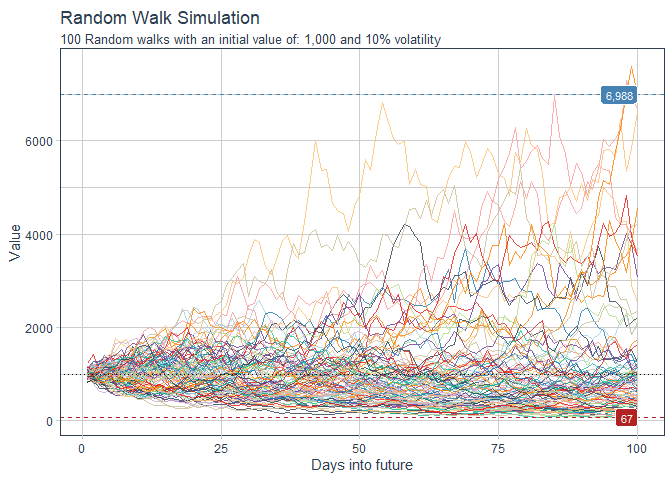 Random Walk Simulation
100 Random walks with an initial value of: 1,000 and 10% volatility
6,988
6000
4000
2000
0
67
Value
0 25 50 75 100
Days into future